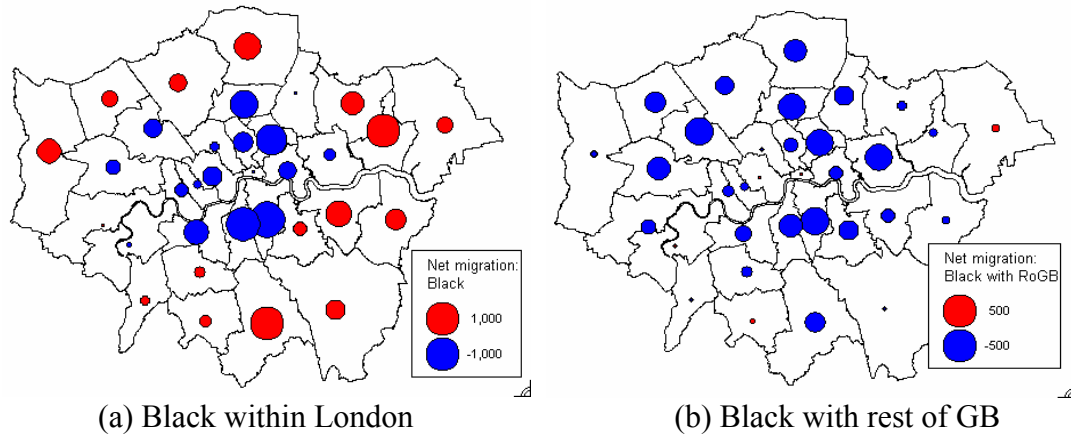 Net migration:
Black
1,000
-1,000
Net migration:
Black with RoGB
500
-500
(a) Black within London
(b) Black with rest of GB